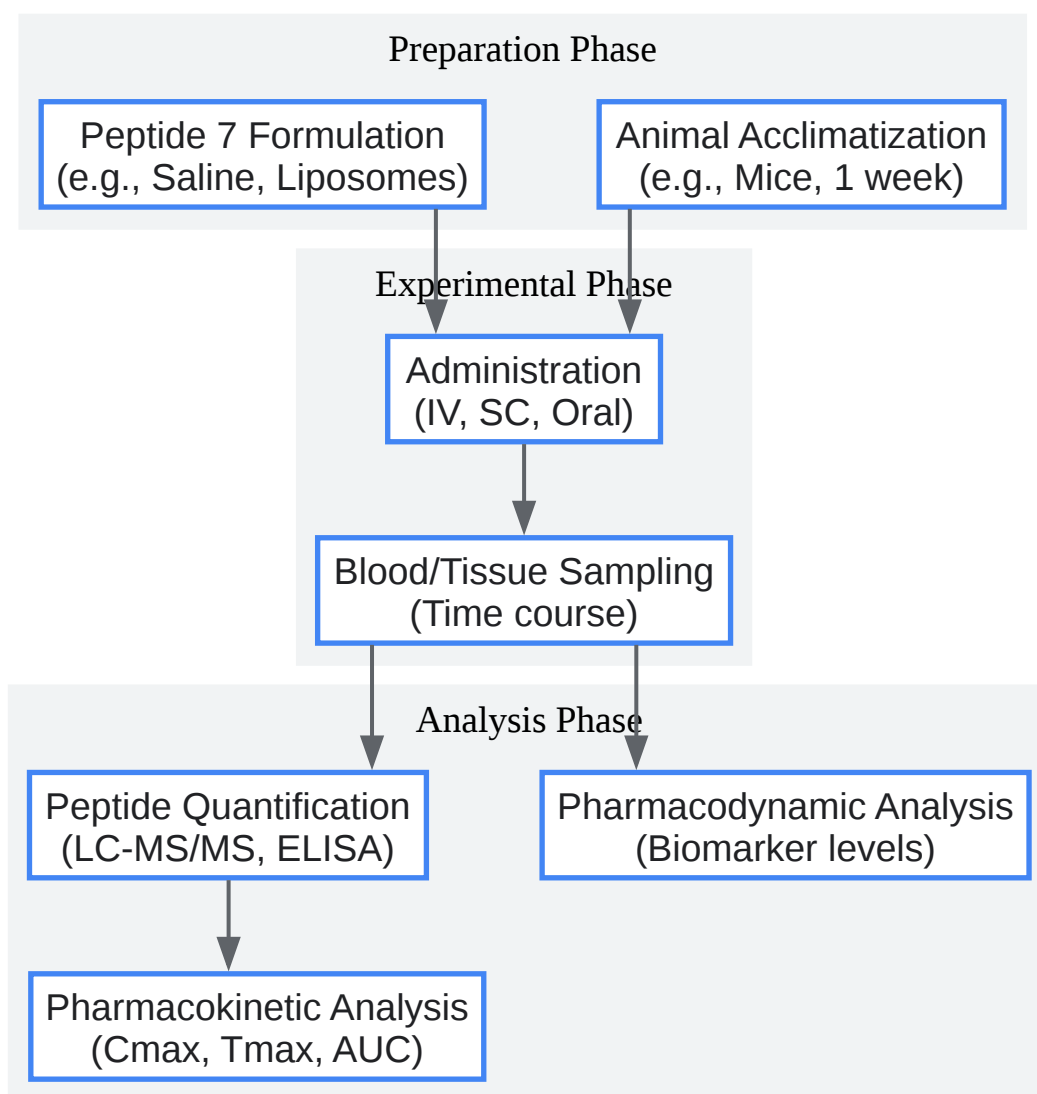 Preparation Phase
Peptide 7 Formulation
(e.g., Saline, Liposomes)
Animal Acclimatization
(e.g., Mice, 1 week)
Experimental Phase
Administration
(IV, SC, Oral)
Blood/Tissue Sampling
(Time course)
Analysis Phase
Peptide Quantification
(LC-MS/MS, ELISA)
Pharmacodynamic Analysis
(Biomarker levels)
Pharmacokinetic Analysis
(Cmax, Tmax, AUC)